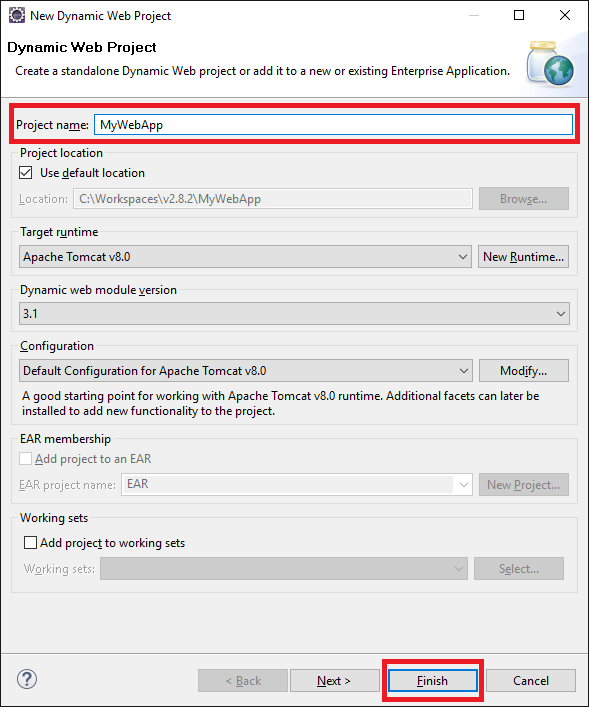 New Dynamic Web Project
Dynamic Web Project
Create a standalone Dynamic Web project or add it to a new or existing Enterprise Application.
Project name: MyWebApp
Project location
Use default location
Location: C:\Workspaces\v2.8.2\MyWebApp Browse...
Target runtime
Apache Tomcat v8.0 New Runtime...
Dynamic web module version
3.1
Configuration
Default Configuration for Apache Tomcat v8.0 Modify...
A good starting point for working with Apache Tomcat v8.0 runtime. Additional facets can later be
installed to add new functionality to the project.
EAR membership
Add project to an EAR
EAR project name: EAR New Project...
Working sets
Add project to working sets
Working sets: Select...
? < Back Next > Finish Cancel